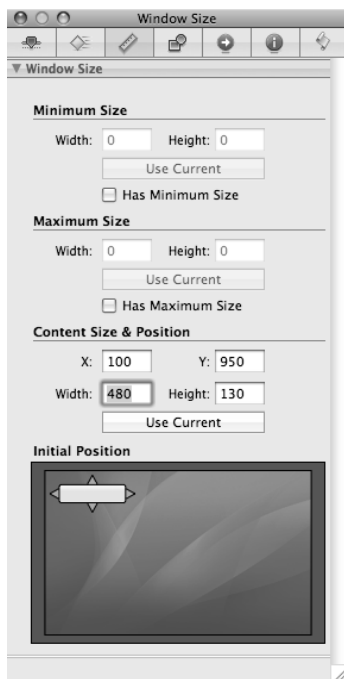 Window Size
Window Size
Minimum Size
Width: 0 Height: 0
Use Current
Has Minimum Size
Maximum Size
Width: 0 Height: 0
Use Current
Has Maximum Size
Content Size & Position
X: 100 Y: 950
Width: 480 Height: 130
Use Current
Initial Position